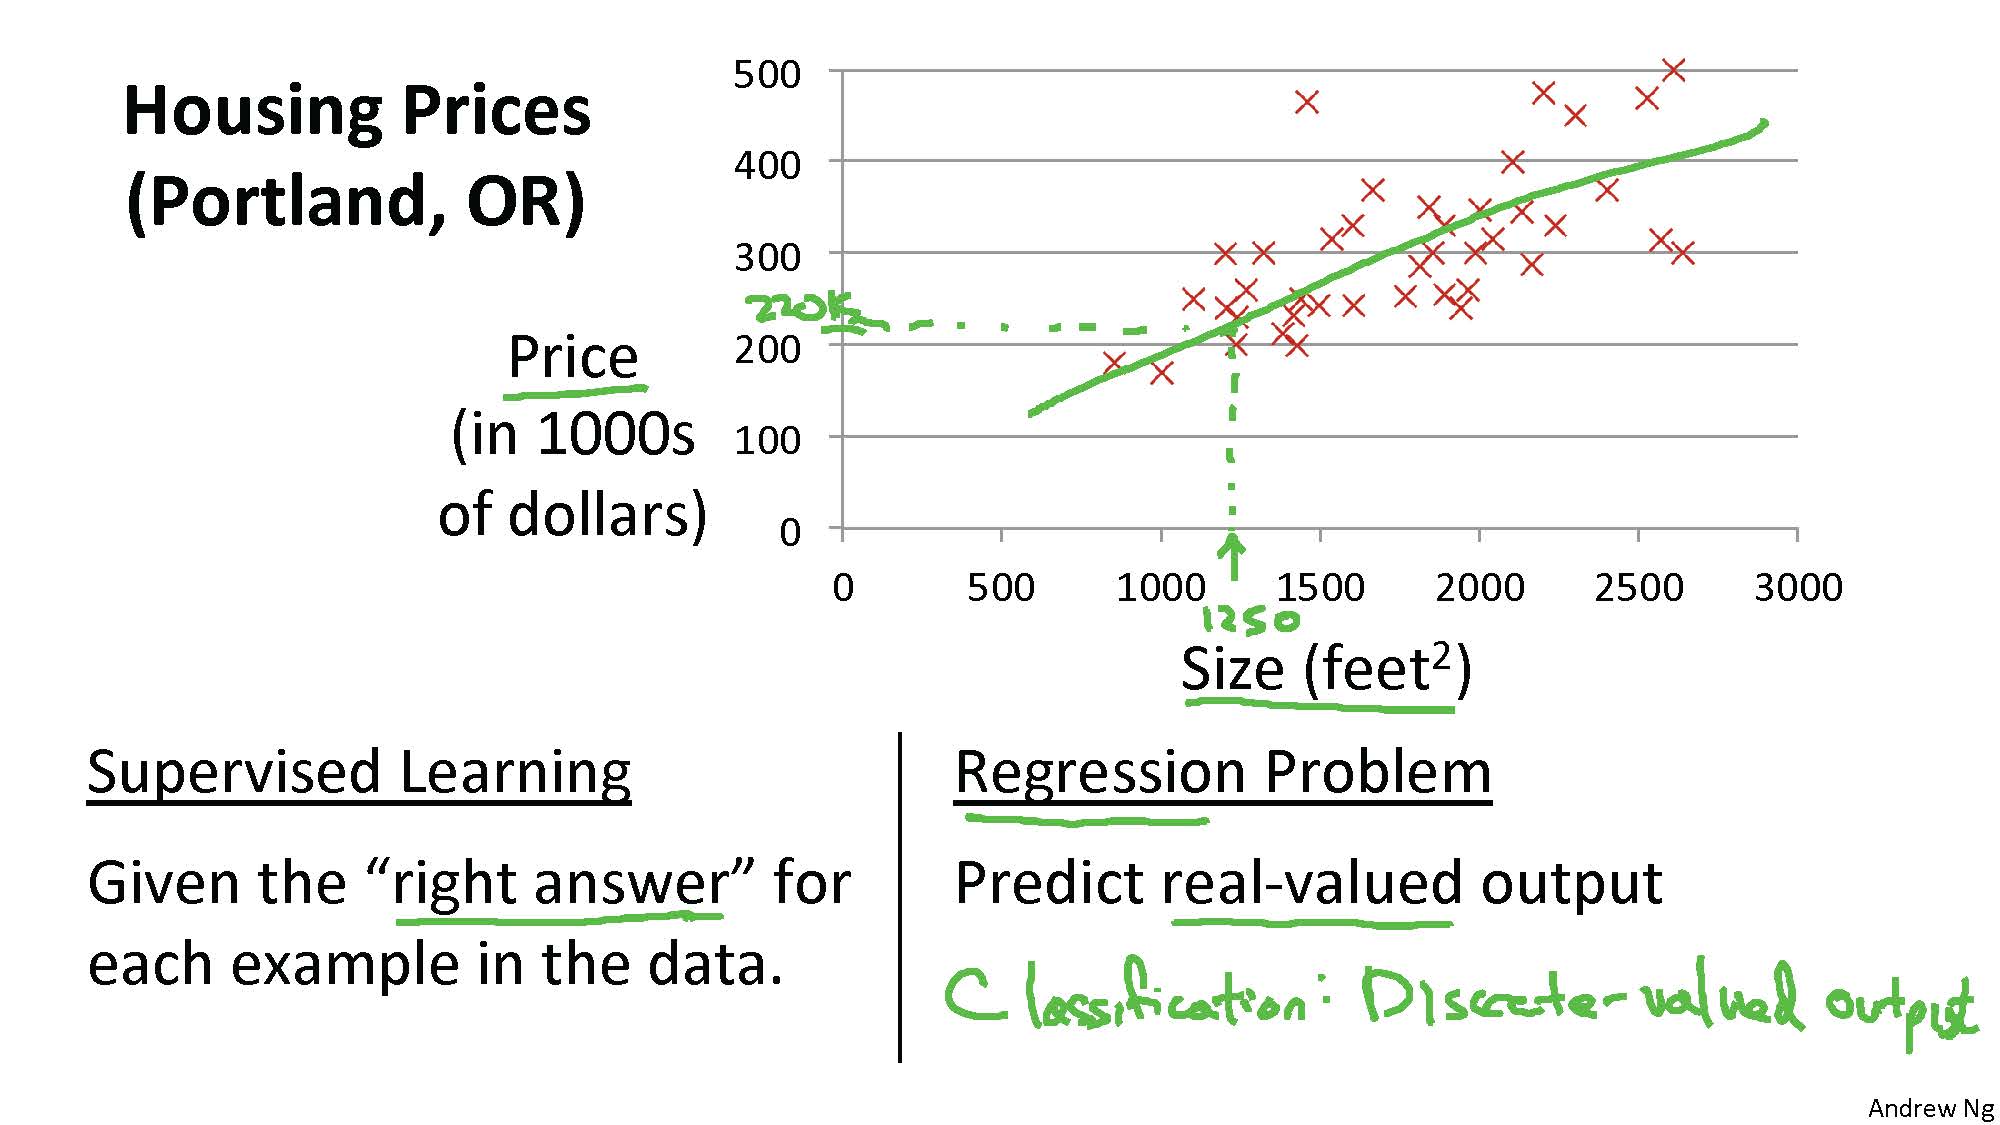 Housing Prices
(Portland, OR)
500
400
300
220K
200
100
0
Price
(in 1000s
of dollars)
0 500 1000 1500 2000 2500 3000
1250
Size (feet²)
Supervised Learning
Given the “right answer” for
each example in the data.
Regression Problem
Predict real-valued output
Classification: Discrete-valued output
Andrew Ng